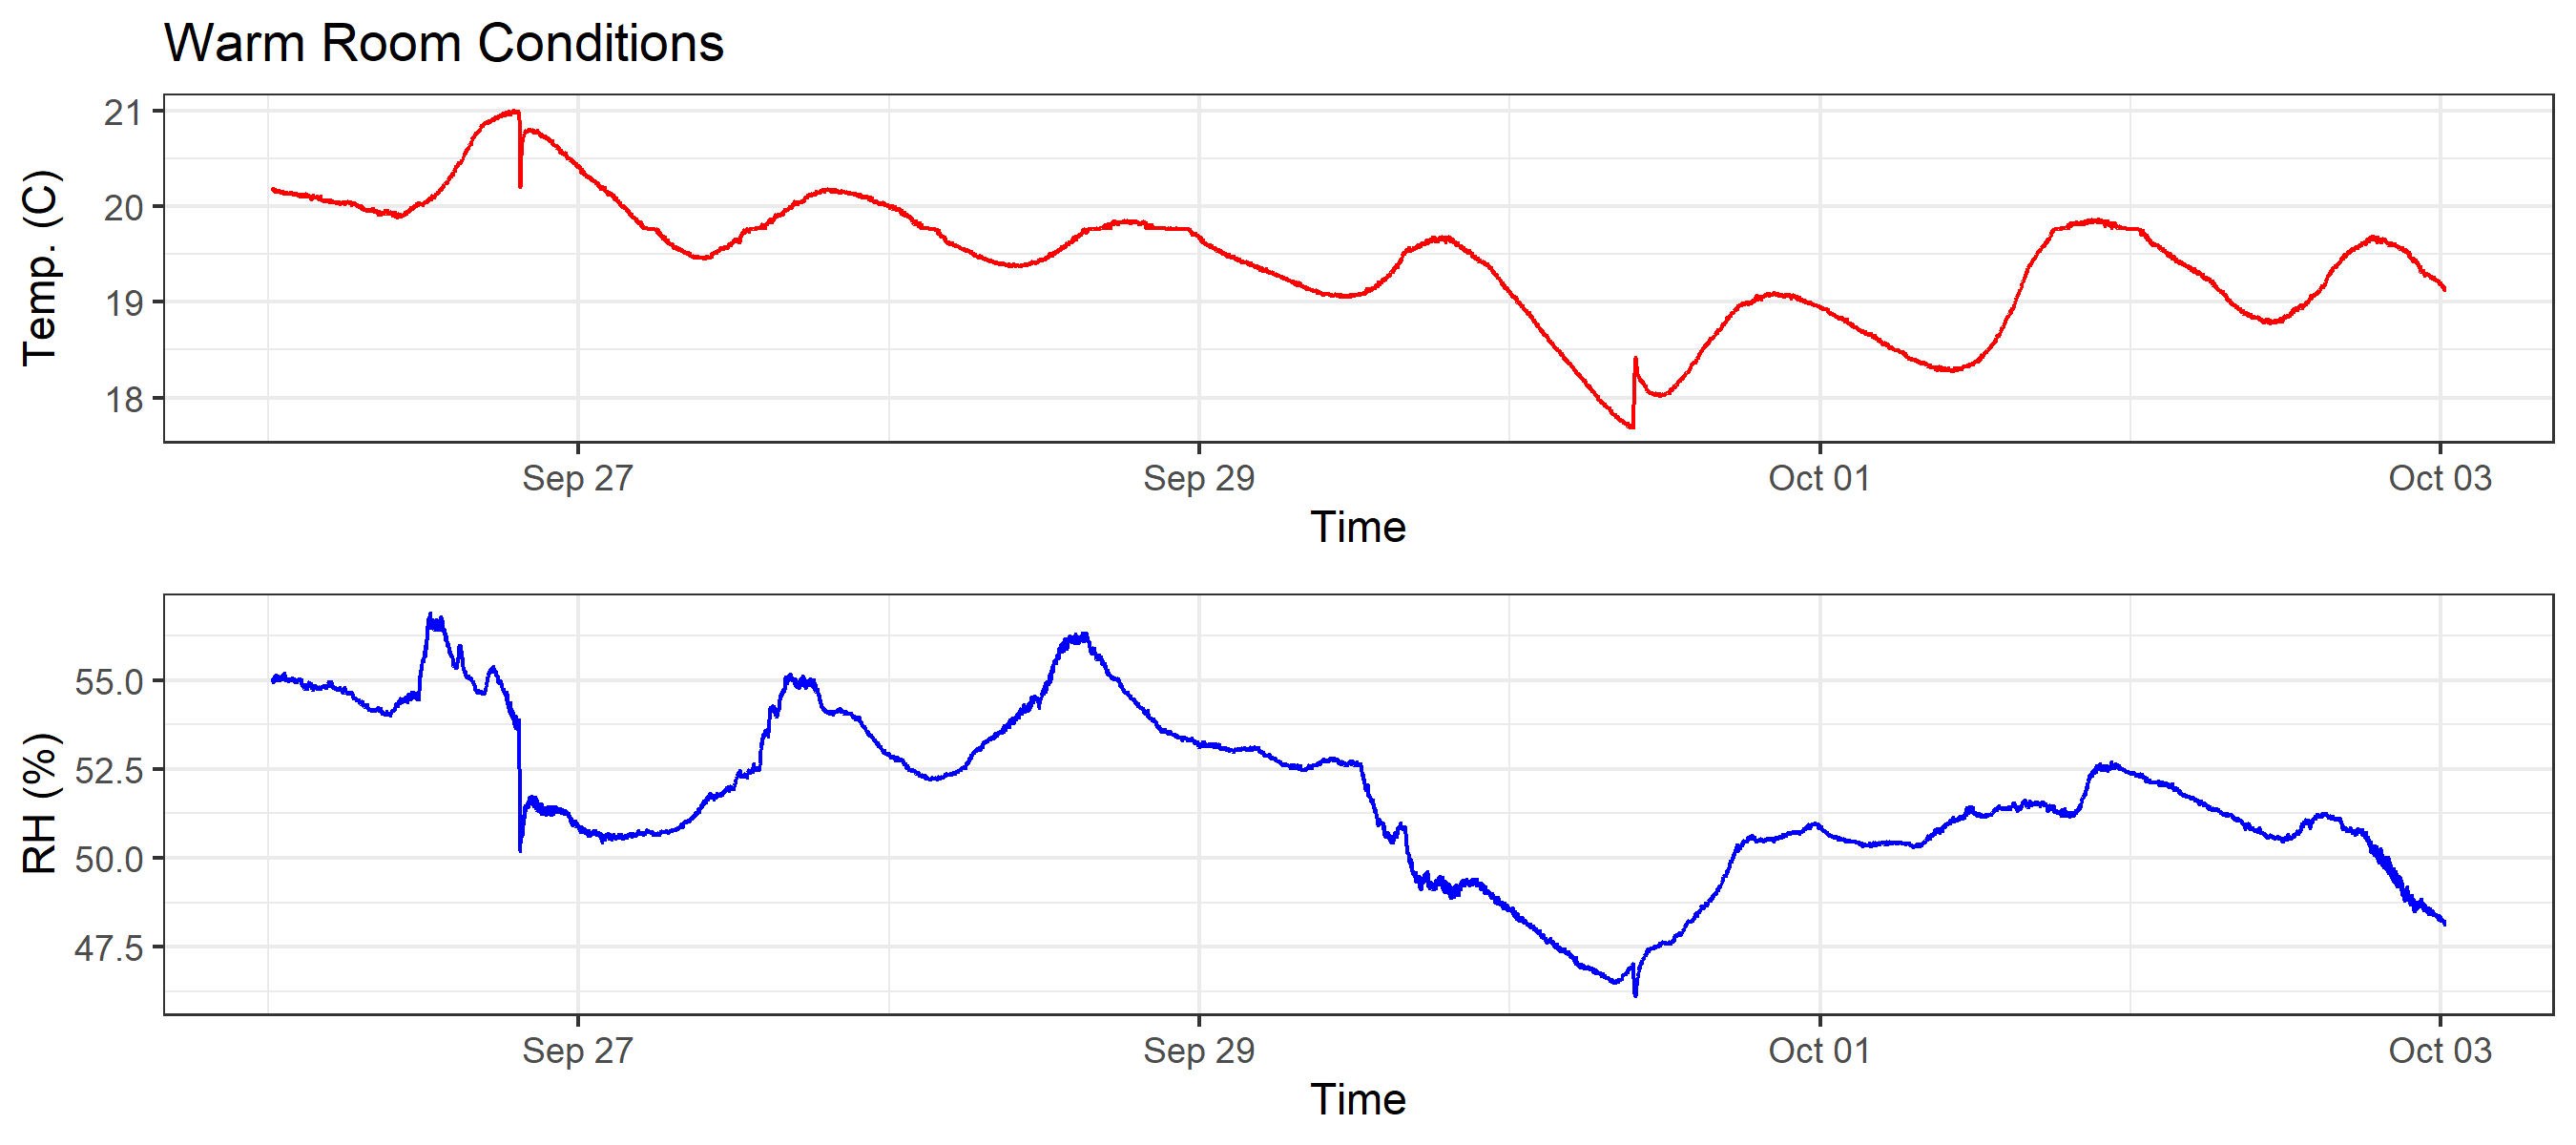 Warm Room Conditions
Temp. (C)
21
20
19
18
Sep 27 Sep 29 Oct 01 Oct 03
Time
RH (%)
55.0
52.5
50.0
47.5
Sep 27 Sep 29 Oct 01 Oct 03
Time